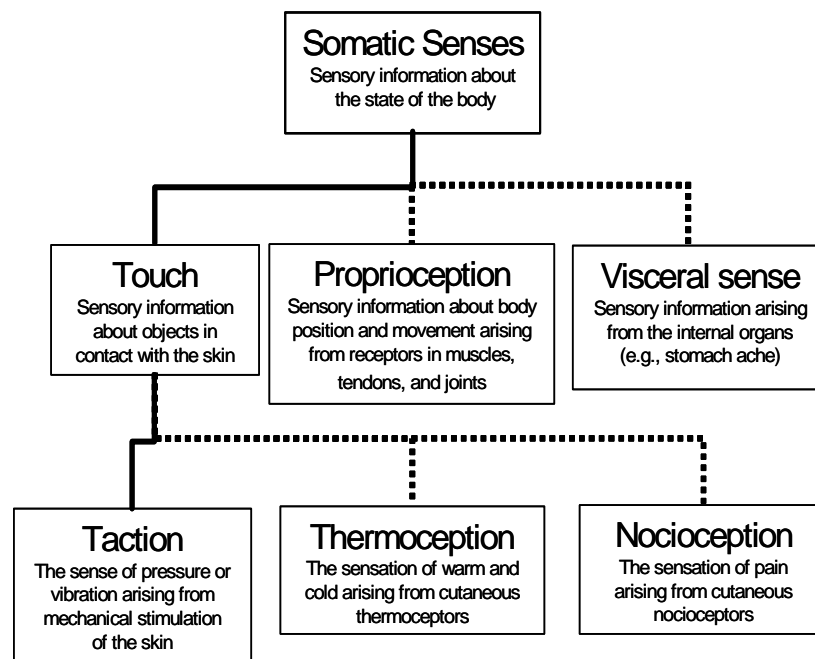 Somatic Senses
Sensory information about
the state of the body
Touch
Sensory information
about objects in
contact with the skin
Proprioception
Sensory information about body
position and movement arising
from receptors in muscles,
tendons, and joints
Visceral sense
Sensory information arising
from the internal organs
(e.g., stomach ache)
Taction
The sense of pressure or
vibration arising from
mechanical stimulation
of the skin
Thermoception
The sensation of warm and
cold arising from cutaneous
thermoceptors
Nocioception
The sensation of pain
arising from cutaneous
nocioceptors